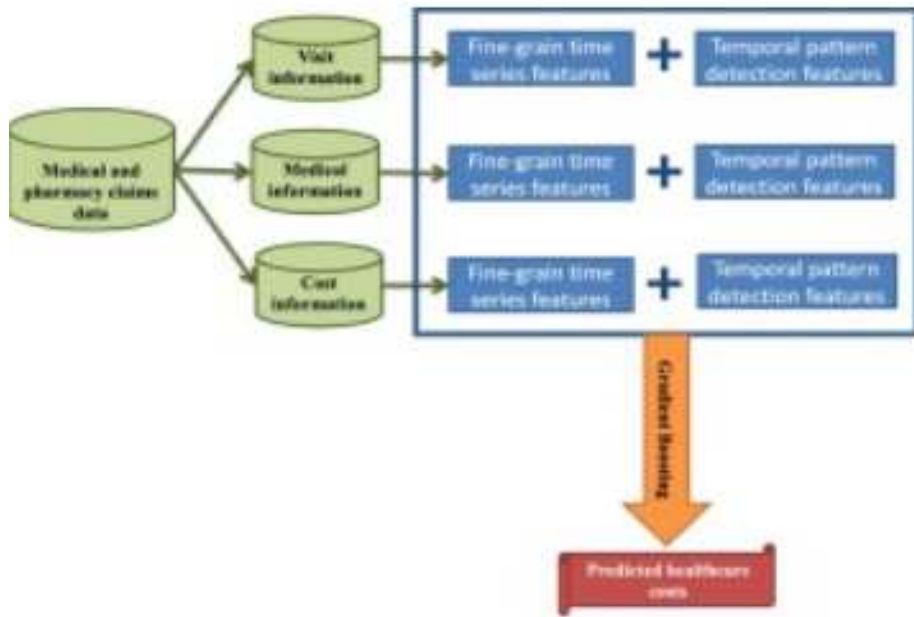 Visit
information
Fine-grain time
series features
+
Temporal pattern
detection features
Medical and
pharmacy claims
data
Medical
information
Fine-grain time
series features
+
Temporal pattern
detection features
Cost
information
Fine-grain time
series features
+
Temporal pattern
detection features
Gradient Boosting
Predicted healthcare
costs